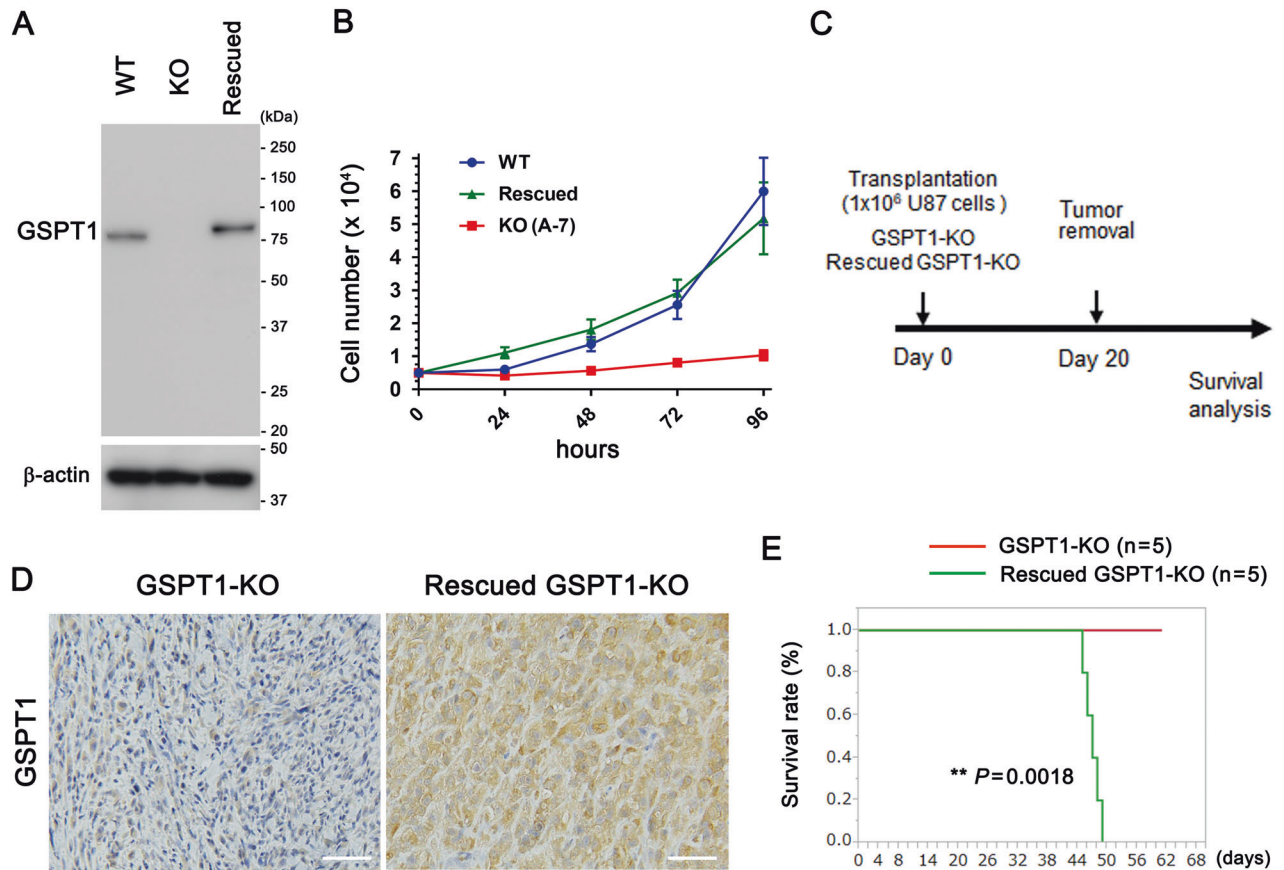 A
WT
KO
Rescued
(kDa)
- 250
- 150
- 100
GSPT1
- 75
- 50
- 37
- 25
- 20
- 50
β-actin
- 37
B
Cell number (x 10⁴)
7
6
5
4
3
2
1
0
WT
Rescued
KO (A-7)
0
24
48
72
96
hours
C
Transplantation
(1x10⁶ U87 cells )
GSPT1-KO
Rescued GSPT1-KO
Tumor
removal
Day 0
Day 20
Survival
analysis
D
GSPT1-KO
Rescued GSPT1-KO
GSPT1
E
GSPT1-KO (n=5)
Rescued GSPT1-KO (n=5)
Survival rate (%)
1.0
0.8
0.6
0.4
0.2
0.0
** P=0.0018
0 4 8 14 20 26 32 38 44 49 56 62 68 (days)